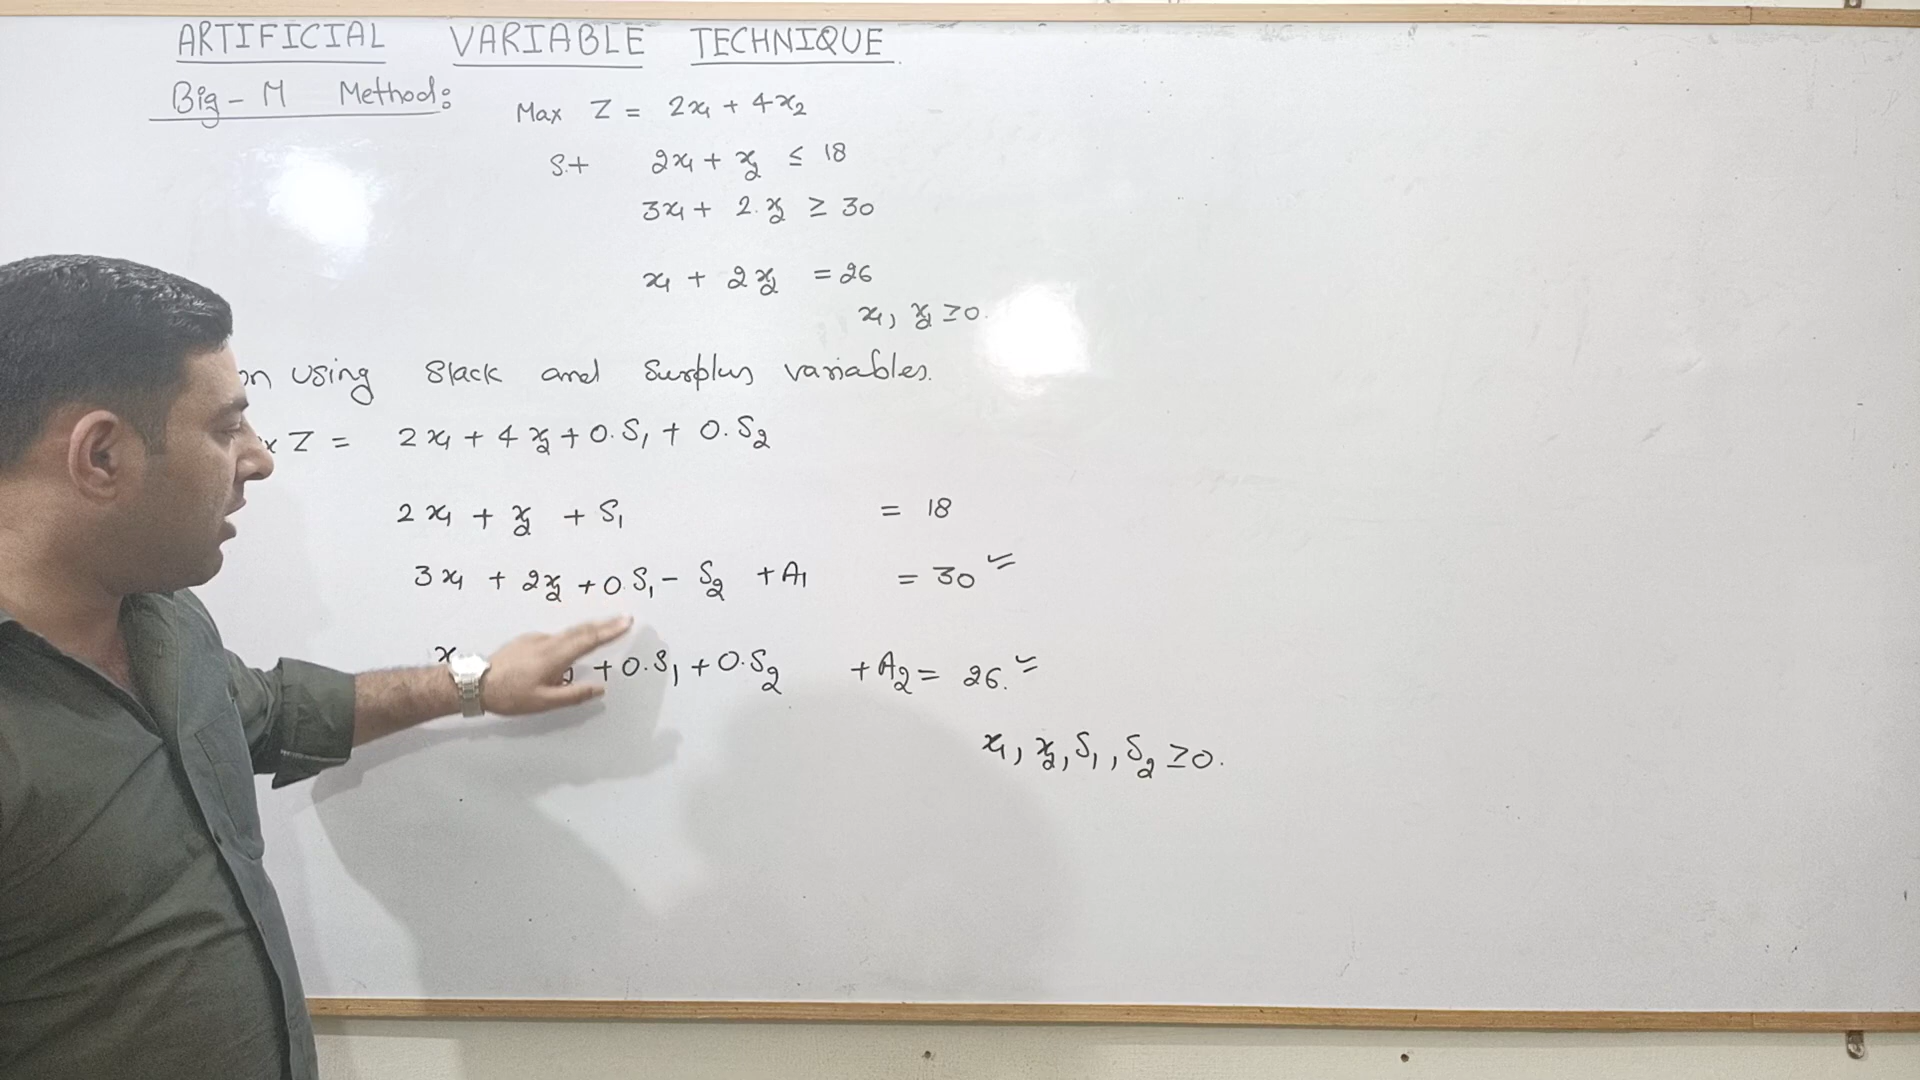 ARTIFICIAL VARIABLE TECHNIQUE.
Big-M Method:
Max Z = 2x₁ + 4x₂
S.t 2x₁ + x₂ ≤ 18
3x₁ + 2.x₂ ≥ 30
x₁ + 2x₂ = 26
x₁, x₂ ≥0.
using Slack and Surplus variables.
Z = 2x₁ + 4x₂ + 0.S₁ + 0.S₂
2x₁ + x₂ + S₁ = 18
3x₁ + 2x₂ + 0.S₁ - S₂ + A₁ = 30
+ 0.S₁ + 0.S₂ + A₂ = 26.
x₁, x₂, S₁, S₂ ≥0.